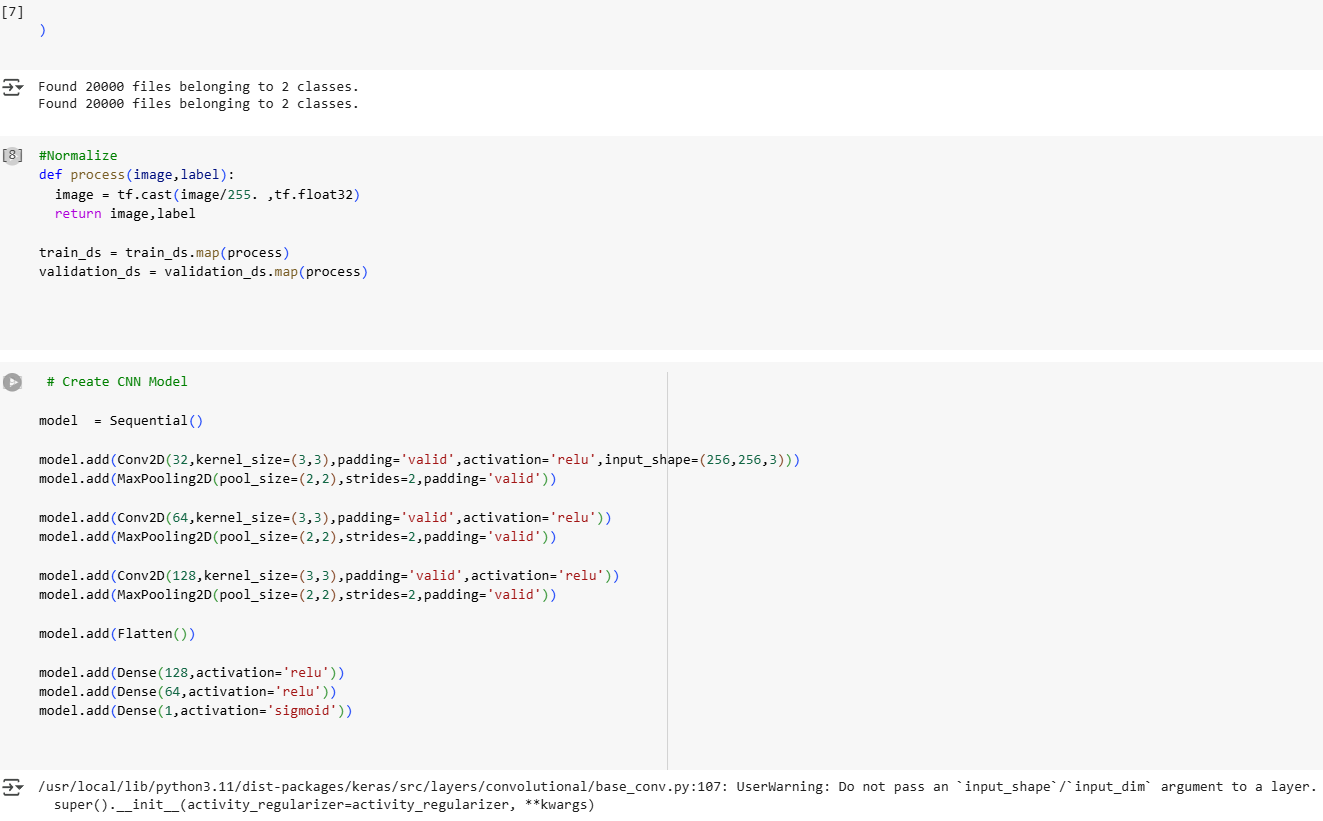 [7]
)
Found 20000 files belonging to 2 classes.
Found 20000 files belonging to 2 classes.
[8] #Normalize
def process(image,label):
  image = tf.cast(image/255. ,tf.float32)
  return image,label
train_ds = train_ds.map(process)
validation_ds = validation_ds.map(process)
# Create CNN Model
model  = Sequential()
model.add(Conv2D(32,kernel_size=(3,3),padding='valid',activation='relu',input_shape=(256,256,3)))
model.add(MaxPooling2D(pool_size=(2,2),strides=2,padding='valid'))
model.add(Conv2D(64,kernel_size=(3,3),padding='valid',activation='relu'))
model.add(MaxPooling2D(pool_size=(2,2),strides=2,padding='valid'))
model.add(Conv2D(128,kernel_size=(3,3),padding='valid',activation='relu'))
model.add(MaxPooling2D(pool_size=(2,2),strides=2,padding='valid'))
model.add(Flatten())
model.add(Dense(128,activation='relu'))
model.add(Dense(64,activation='relu'))
model.add(Dense(1,activation='sigmoid'))
/usr/local/lib/python3.11/dist-packages/keras/src/layers/convolutional/base_conv.py:107: UserWarning: Do not pass an `input_shape`/`input_dim` argument to a layer.
  super().__init__(activity_regularizer=activity_regularizer, **kwargs)